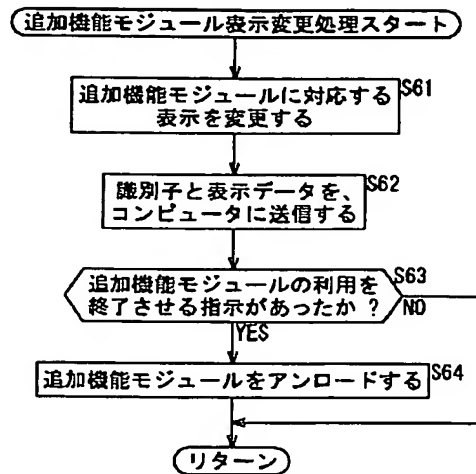 追加機能モジュール表示変更処理スタート
追加機能モジュールに対応する
表示を変更する
S61
識別子と表示データを、
コンピュータに送信する
S62
追加機能モジュールの利用を
終了させる指示があったか？
S63
NO
YES
追加機能モジュールをアンロードする
S64
リターン